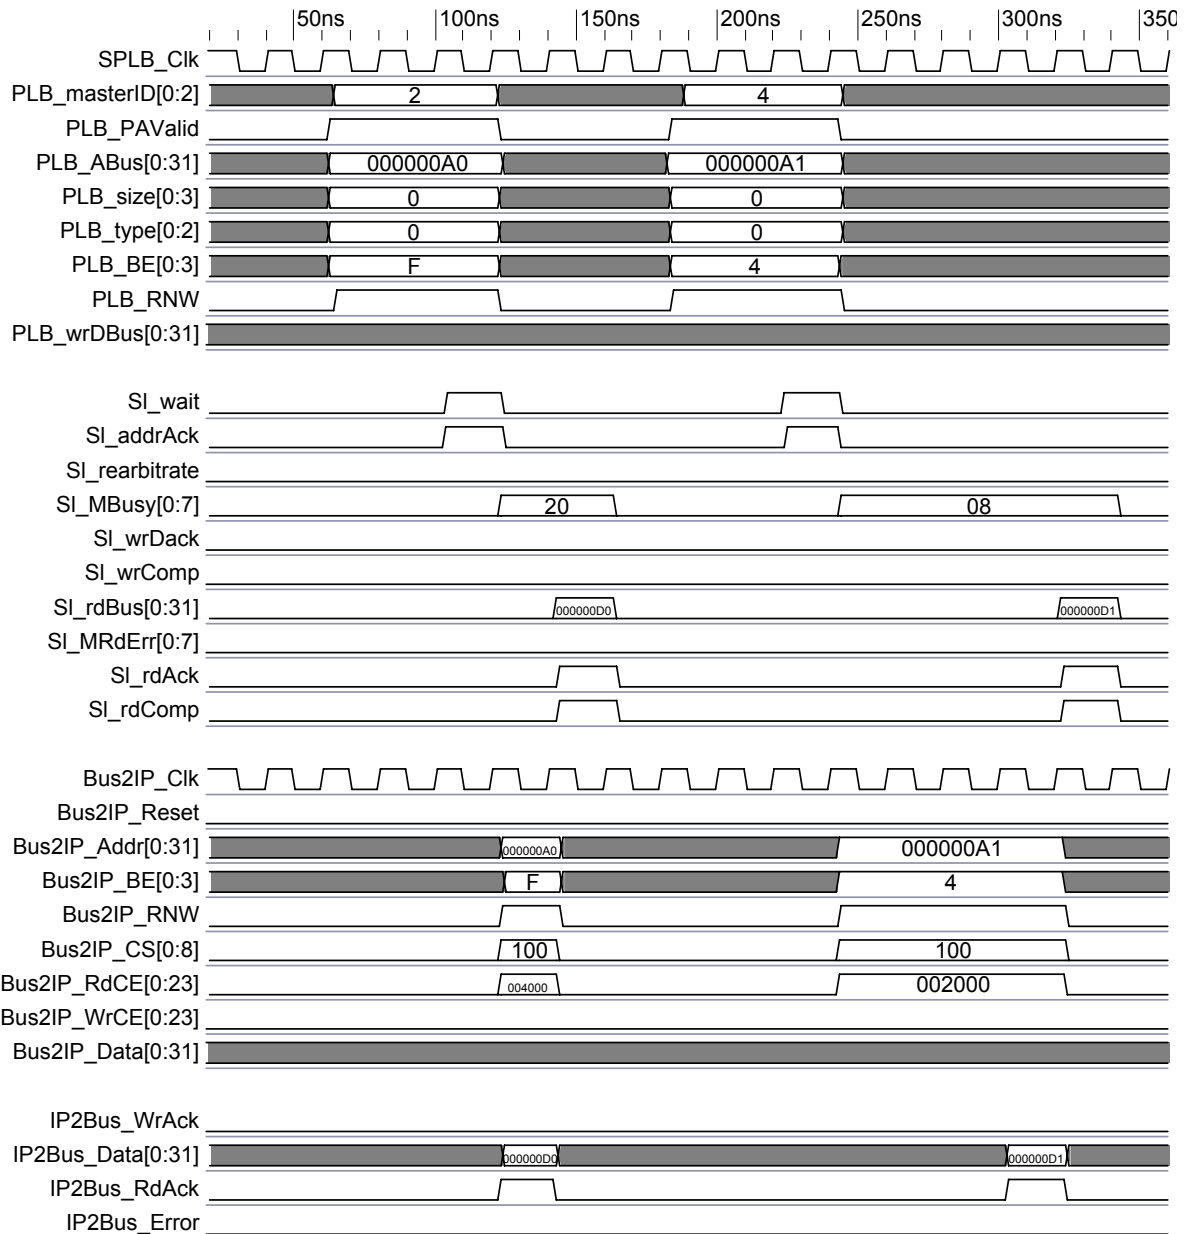 50ns 100ns 150ns 200ns 250ns 300ns 350
SPLB_Clk
PLB_masterID[0:2] 2 4
PLB_PAValid
PLB_ABus[0:31] 000000A0 000000A1
PLB_size[0:3] 0 0
PLB_type[0:2] 0 0
PLB_BE[0:3] F 4
PLB_RNW
PLB_wrDBus[0:31]
Sl_wait
Sl_addrAck
Sl_rearbitrate
Sl_MBusy[0:7] 20 08
Sl_wrDack
Sl_wrComp
Sl_rdBus[0:31] 000000D0 000000D1
Sl_MRdErr[0:7]
Sl_rdAck
Sl_rdComp
Bus2IP_Clk
Bus2IP_Reset
Bus2IP_Addr[0:31] 000000A0 000000A1
Bus2IP_BE[0:3] F 4
Bus2IP_RNW
Bus2IP_CS[0:8] 100 100
Bus2IP_RdCE[0:23] 004000 002000
Bus2IP_WrCE[0:23]
Bus2IP_Data[0:31]
IP2Bus_WrAck
IP2Bus_Data[0:31] 000000D0 000000D1
IP2Bus_RdAck
IP2Bus_Error